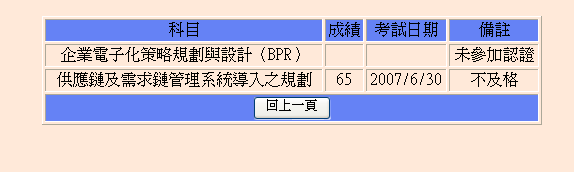 科目 成績 考試日期 備註
企業電子化策略規劃與設計（BPR） 未參加認證
供應鏈及需求鏈管理系統導入之規劃 65 2007/6/30 不及格
回上一頁